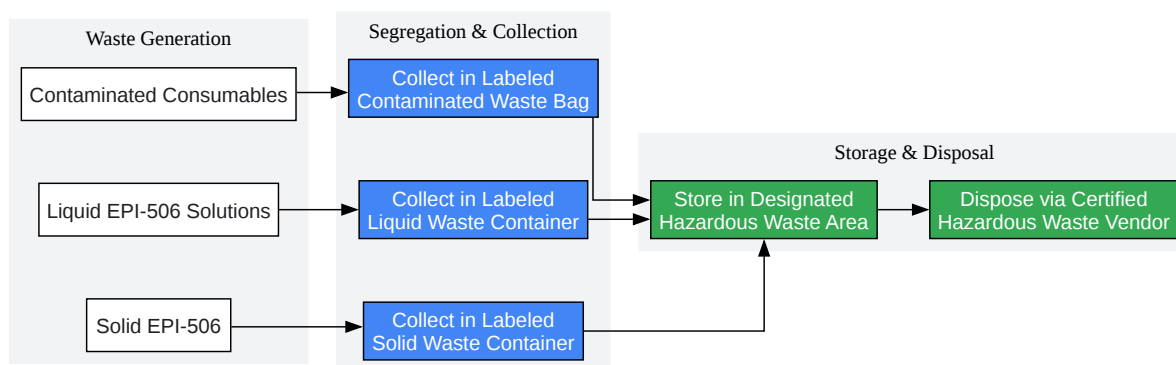 Waste Generation
Contaminated Consumables
Liquid EPI-506 Solutions
Solid EPI-506
Segregation & Collection
Collect in Labeled
Contaminated Waste Bag
Collect in Labeled
Liquid Waste Container
Collect in Labeled
Solid Waste Container
Storage & Disposal
Store in Designated
Hazardous Waste Area
Dispose via Certified
Hazardous Waste Vendor